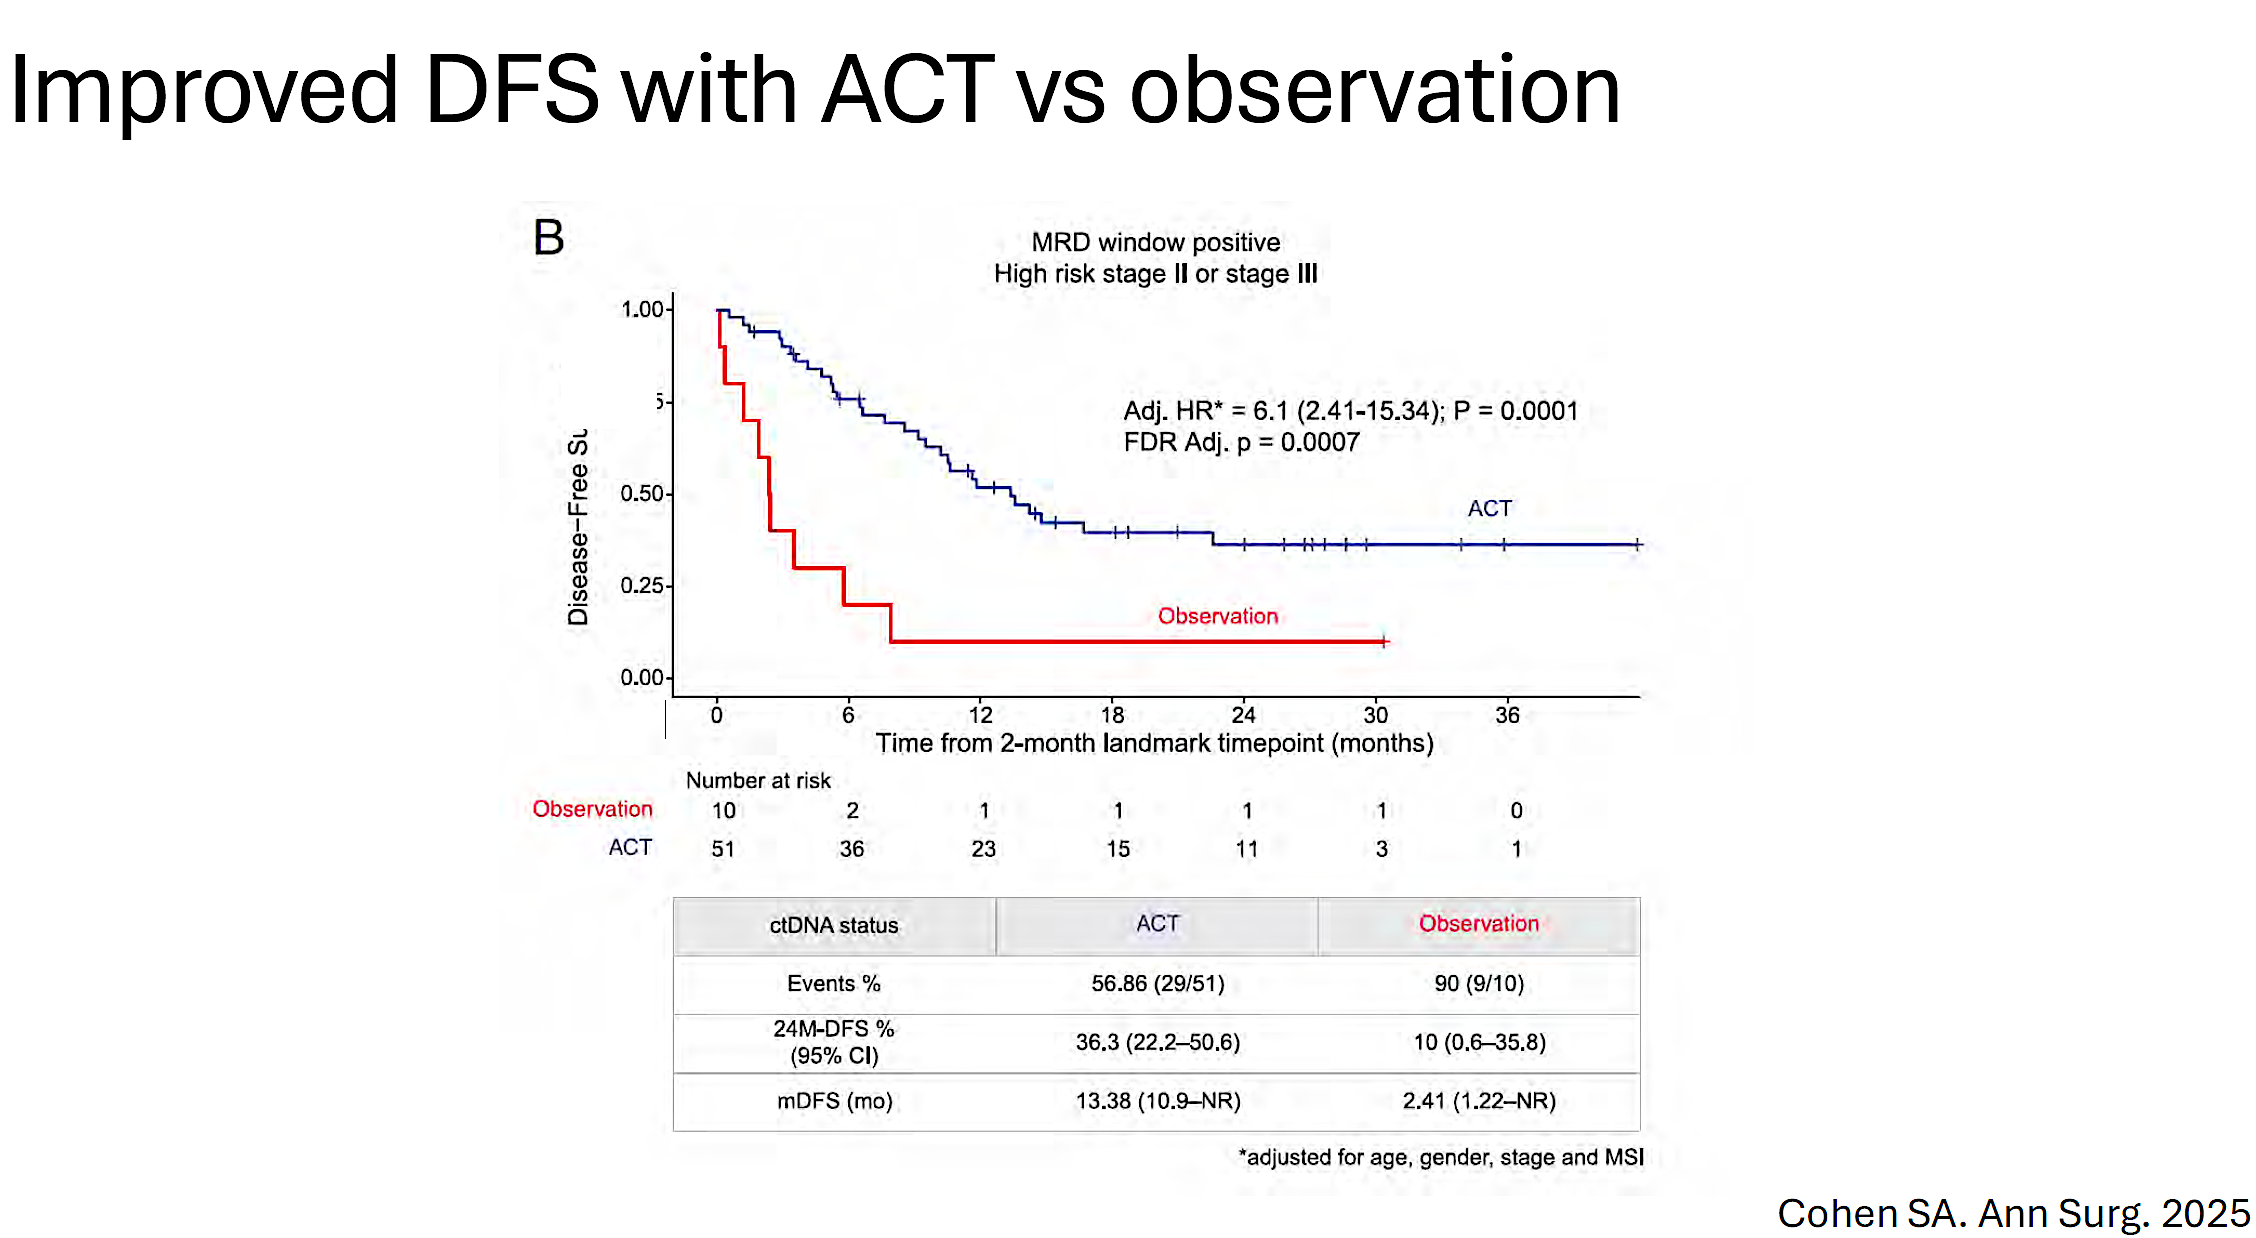 Improved DFS with ACT vs observation
B
MRD window positive
High risk stage II or stage III
1.00
5
0.50
0.25
0.00
Disease-Free
Adj. HR* = 6.1 (2.41-15.34); P = 0.0001
FDR Adj. p = 0.0007
ACT
Observation
0 6 12 18 24 30 36
Time from 2-month landmark timepoint (months)
Number at risk
Observation 10 2 1 1 1 1 0
ACT 51 36 23 15 11 3 1
ctDNA status ACT Observation
Events % 56.86 (29/51) 90 (9/10)
24M-DFS %
(95% CI) 36.3 (22.2–50.6) 10 (0.6–35.8)
mDFS (mo) 13.38 (10.9–NR) 2.41 (1.22–NR)
*adjusted for age, gender, stage and MSI
Cohen SA. Ann Surg. 2025